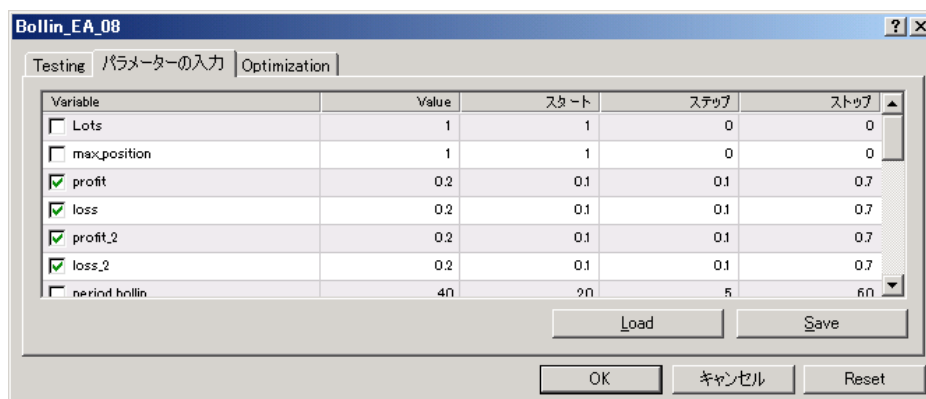 Bollin_EA_08
Testing パラメーターの入力 Optimization
Variable Value スタート ステップ ストップ
Lots 1 1 0 0
max_position 1 1 0 0
profit 0.2 0.1 0.1 0.7
loss 0.2 0.1 0.1 0.7
profit_2 0.2 0.1 0.1 0.7
loss_2 0.2 0.1 0.1 0.7
period_bollin 40 20 5 60
Load Save
OK キャンセル Reset